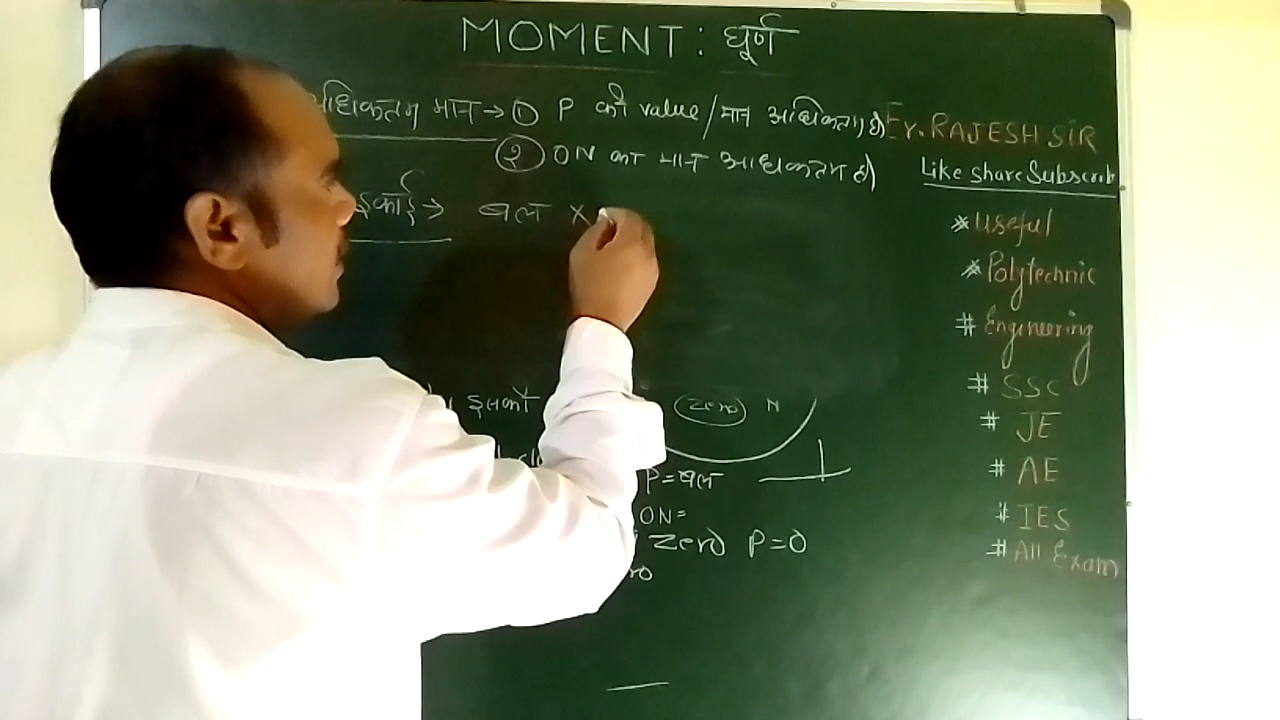 MOMENT : घूर्ण
अधिकतम मान → ① P की value / मान अधिकतम हो
② ON का मान अधिकतम हो
इकाई → बल ×
इसको zero N
P = बल
ON =
zero P = 0
ro
Er. RAJESH SIR
Like share Subscrib
* useful
* Polytechnic
# Engineering
# SSC
# JE
# AE
# IES
# All Exam